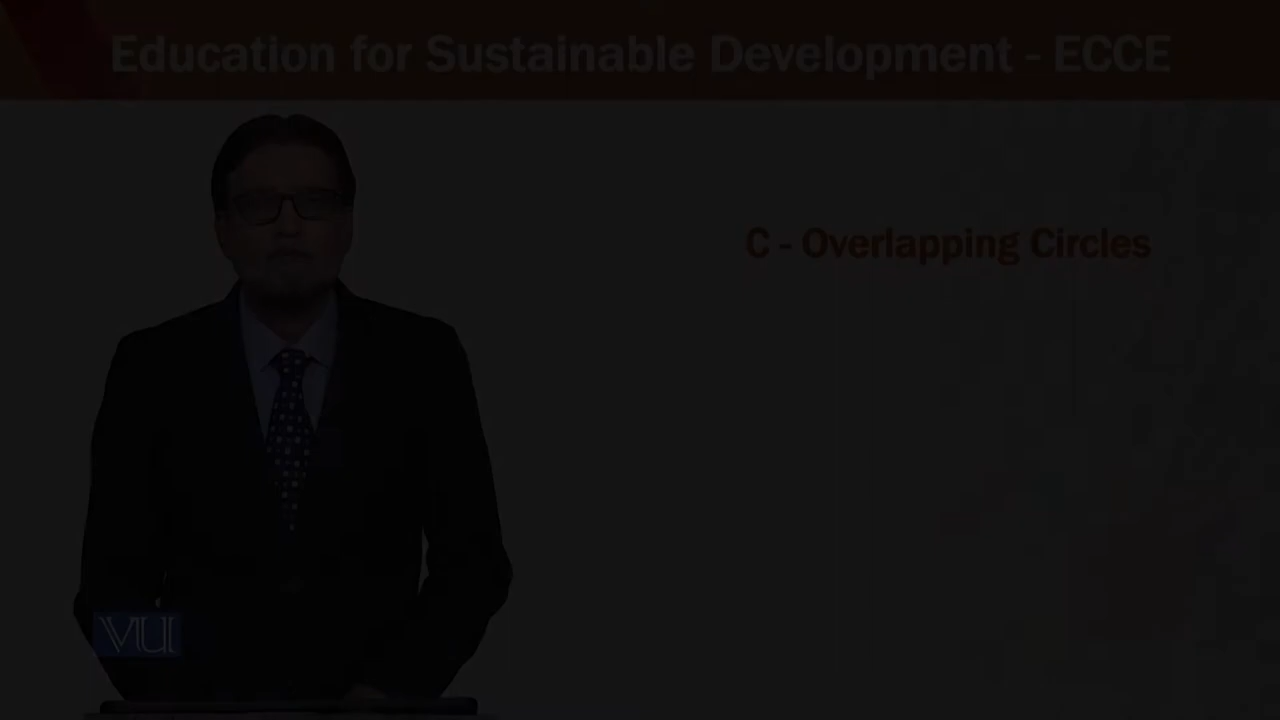 Education for Sustainable Development - ECCE
C - Overlapping Circles
VU